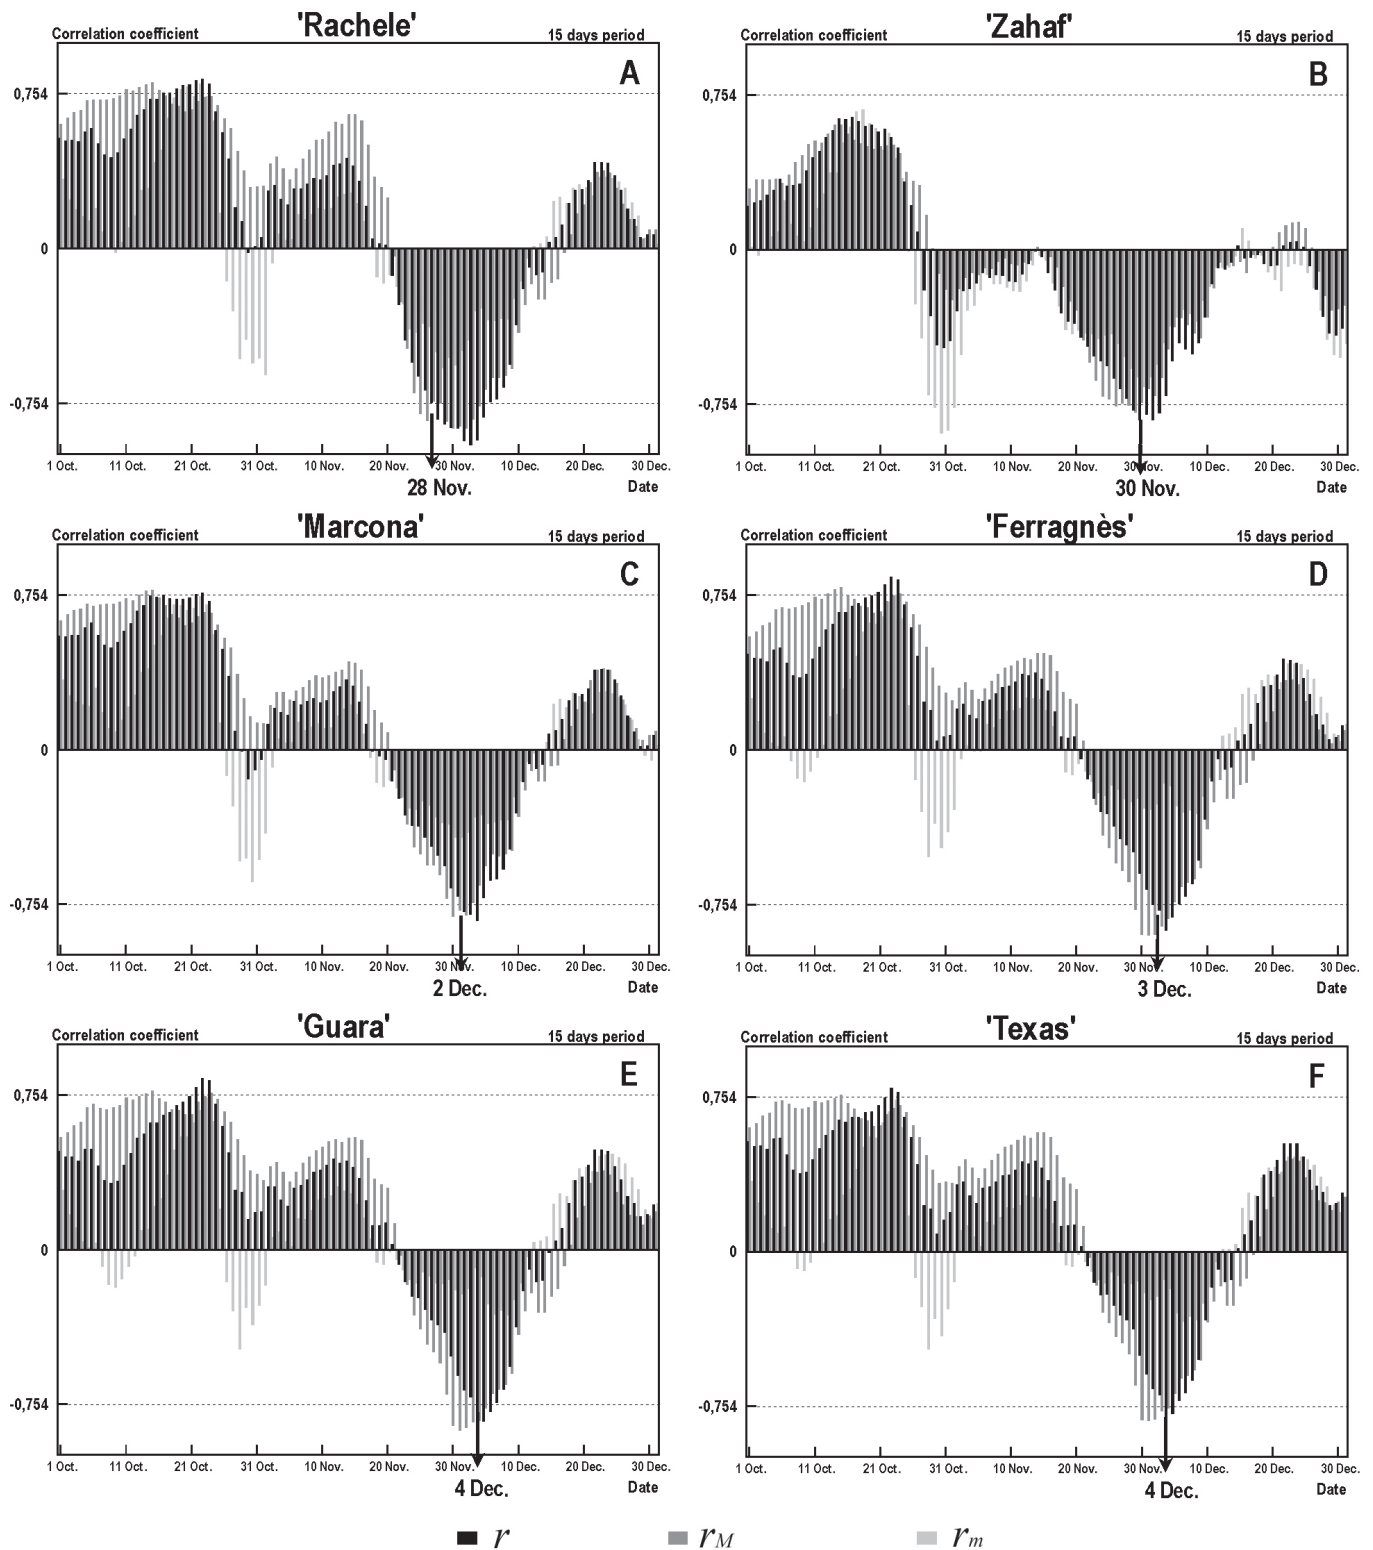 'Rachele'
Correlation coefficient 15 days period
A
0,754
0
-0,754
1 Oct. 11 Oct. 21 Oct. 31 Oct. 10 Nov. 20 Nov. 30 Nov. 10 Dec. 20 Dec. 30 Dec.
28 Nov. Date
'Zahaf'
Correlation coefficient 15 days period
B
0,754
0
-0,754
1 Oct. 11 Oct. 21 Oct. 31 Oct. 10 Nov. 20 Nov. 30 Nov. 10 Dec. 20 Dec. 30 Dec.
30 Nov. Date
'Marcona'
Correlation coefficient 15 days period
C
0,754
0
-0,754
1 Oct. 11 Oct. 21 Oct. 31 Oct. 10 Nov. 20 Nov. 30 Nov. 10 Dec. 20 Dec. 30 Dec.
2 Dec. Date
'Ferragnès'
Correlation coefficient 15 days period
D
0,754
0
-0,754
1 Oct. 11 Oct. 21 Oct. 31 Oct. 10 Nov. 20 Nov. 30 Nov. 10 Dec. 20 Dec. 30 Dec.
3 Dec. Date
'Guara'
Correlation coefficient 15 days period
E
0,754
0
-0,754
1 Oct. 11 Oct. 21 Oct. 31 Oct. 10 Nov. 20 Nov. 30 Nov. 10 Dec. 20 Dec. 30 Dec.
4 Dec. Date
'Texas'
Correlation coefficient 15 days period
F
0,754
0
-0,754
1 Oct. 11 Oct. 21 Oct. 31 Oct. 10 Nov. 20 Nov. 30 Nov. 10 Dec. 20 Dec. 30 Dec.
4 Dec. Date
r rM rm